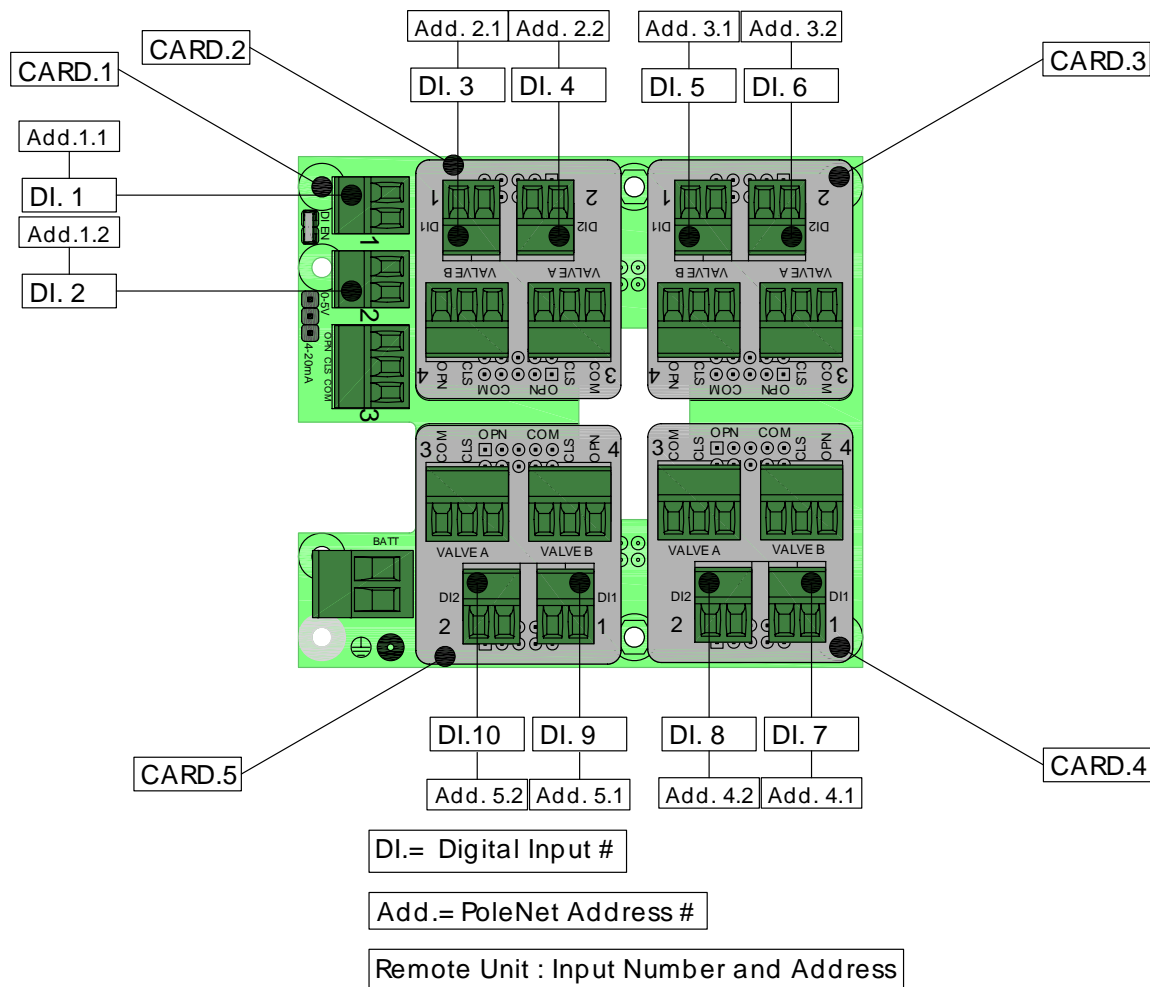 CARD.1
CARD.2
Add. 2.1
Add. 2.2
Add. 3.1
Add. 3.2
CARD.3
DI. 3
DI. 4
DI. 5
DI. 6
Add.1.1
DI. 1
Add.1.2
DI. 2
DI EN
1
0-5V
2
4-20mA
OPN CLS COM
3
1
2
DI1
DI2
VALVE B
VALVE A
4
OPN
CLS
COM
OPN
CLS
COM
3
1
2
DI1
DI2
VALVE B
VALVE A
4
OPN
CLS
COM
OPN
CLS
COM
3
3
COM
CLS
OPN
COM
CLS
OPN
4
VALVE A
VALVE B
DI2
DI1
2
1
3
COM
CLS
OPN
COM
CLS
OPN
4
VALVE A
VALVE B
DI2
DI1
2
1
BATT
DI.10
DI. 9
DI. 8
DI. 7
CARD.5
Add. 5.2
Add. 5.1
Add. 4.2
Add. 4.1
CARD.4
DI.= Digital Input #
Add.= PoleNet Address #
Remote Unit : Input Number and Address